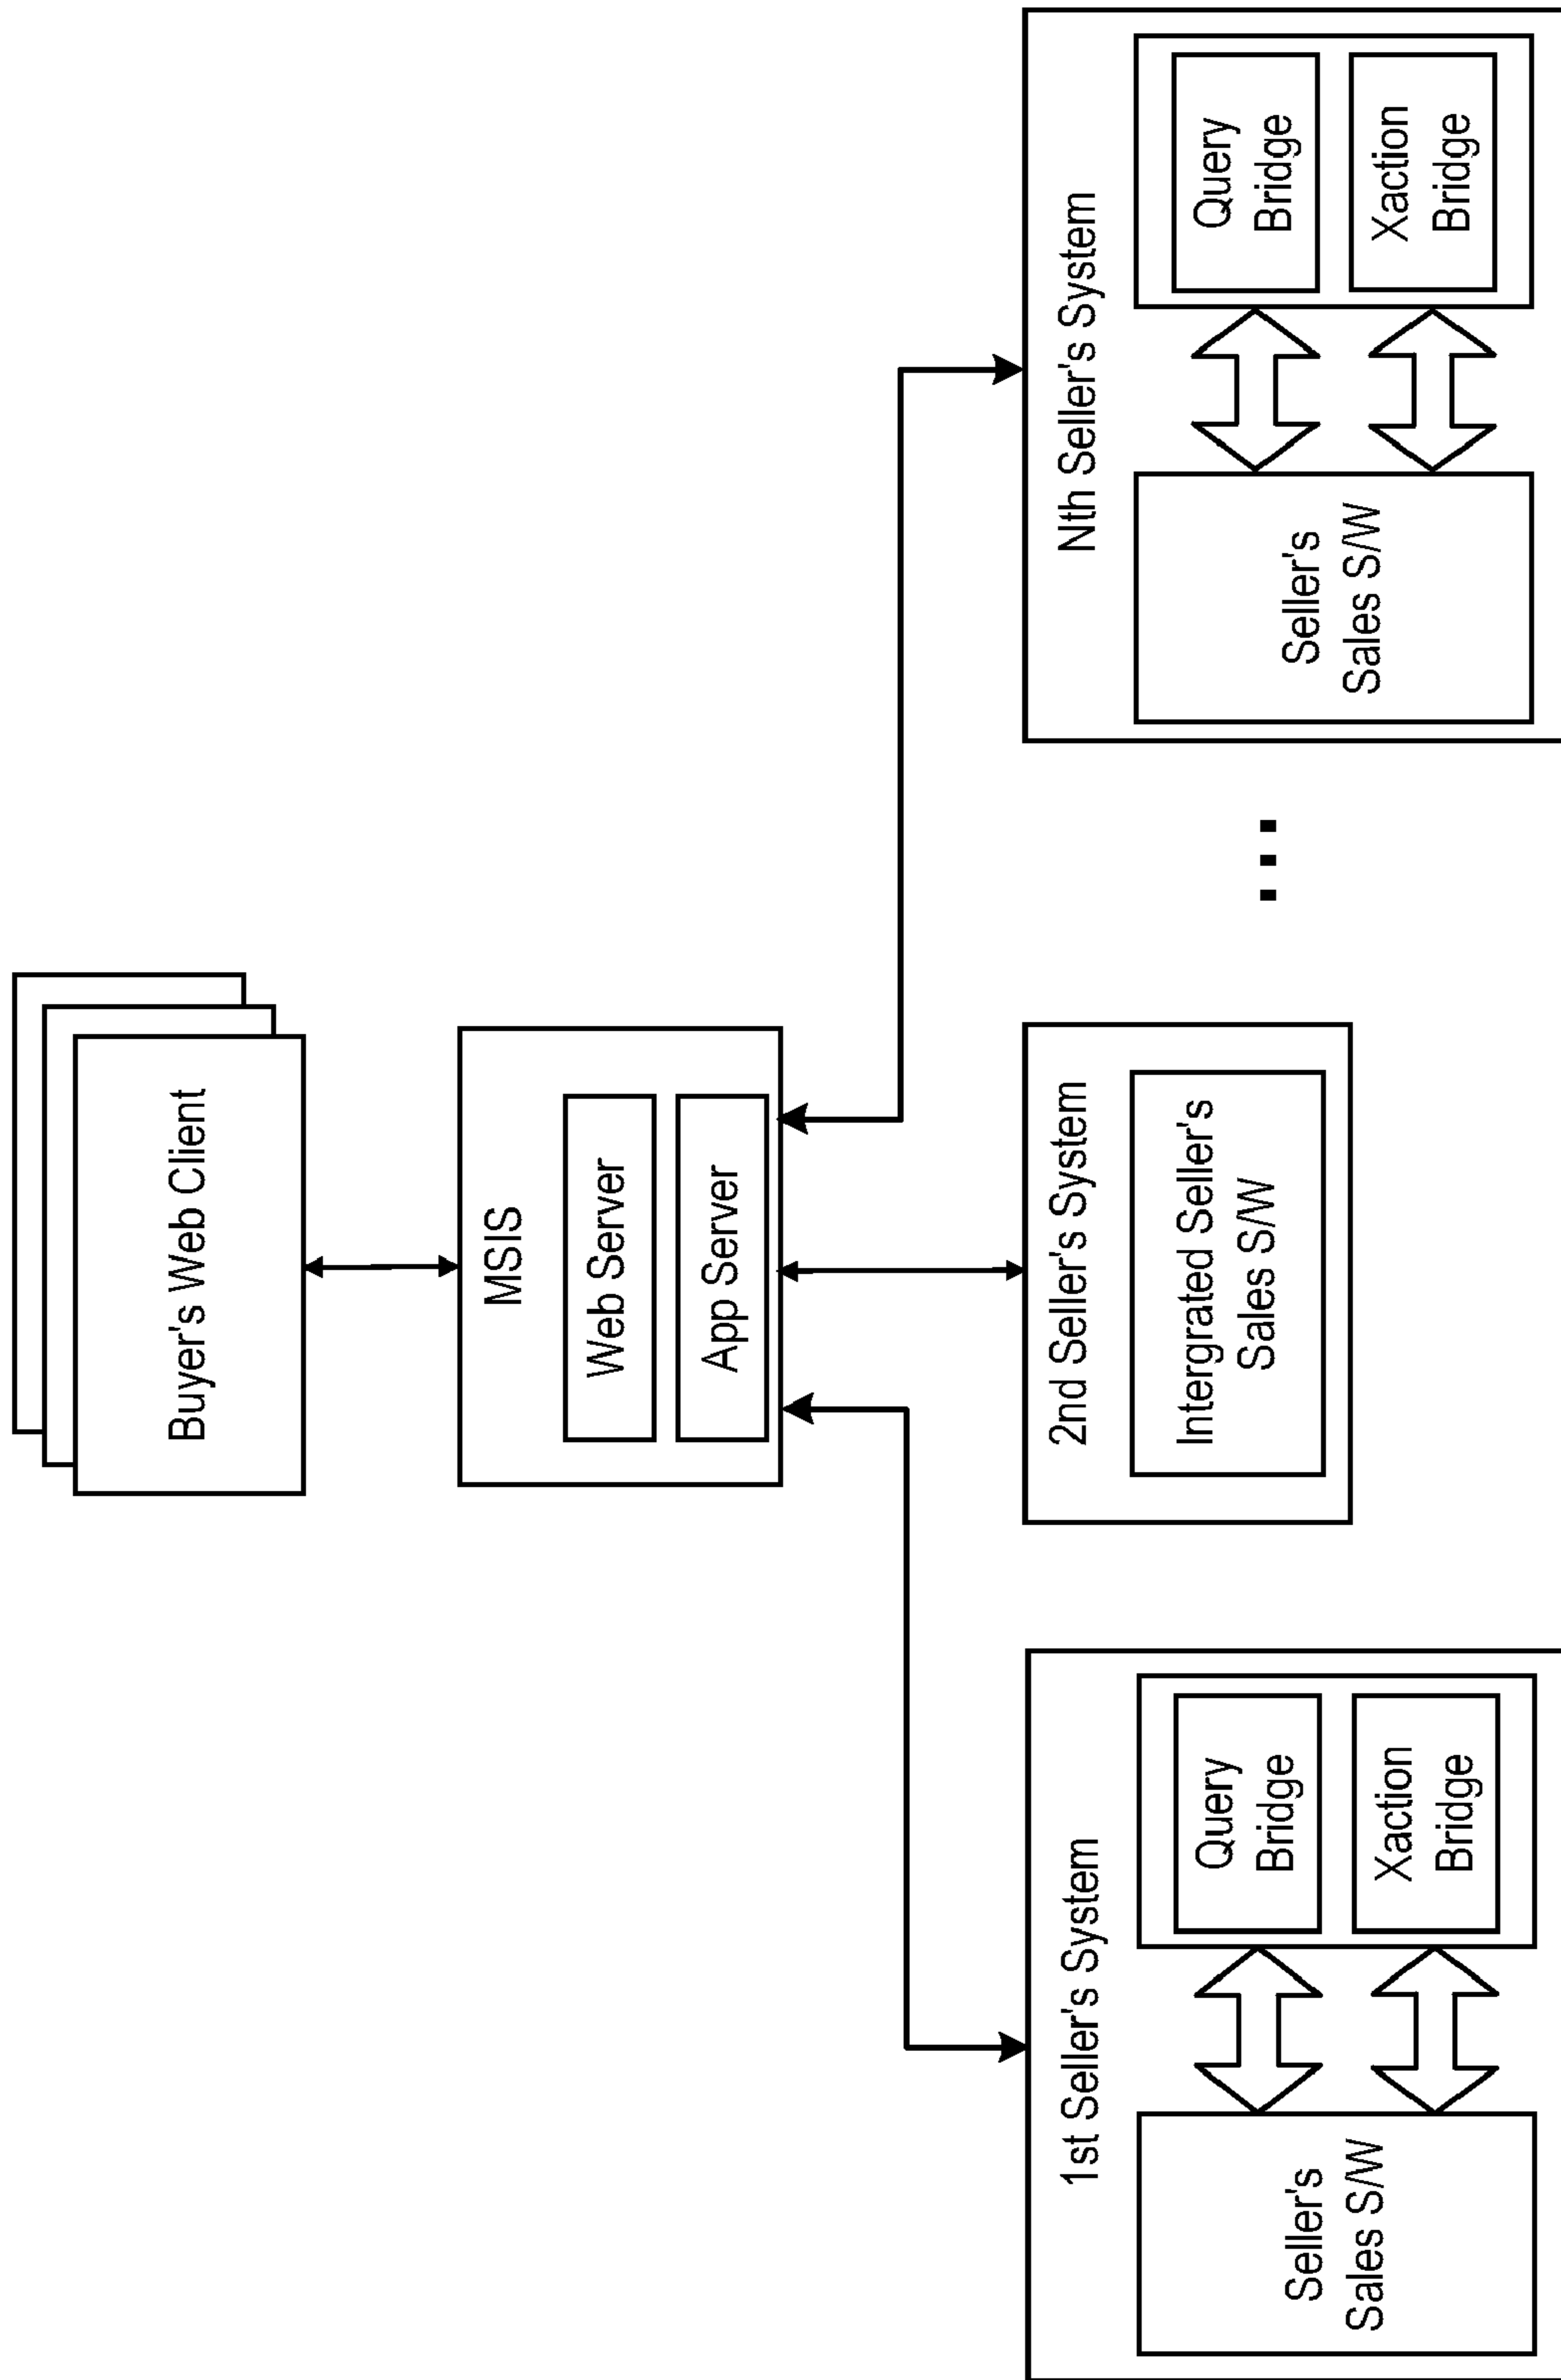 Buyer's Web Client
MSIS
Web Server
App Server
1st Seller's System
Seller's
Sales S/W
Query
Bridge
Xaction
Bridge
2nd Seller's System
Intergrated Seller's
Sales S/W
...
Nth Seller's System
Seller's
Sales S/W
Query
Bridge
Xaction
Bridge